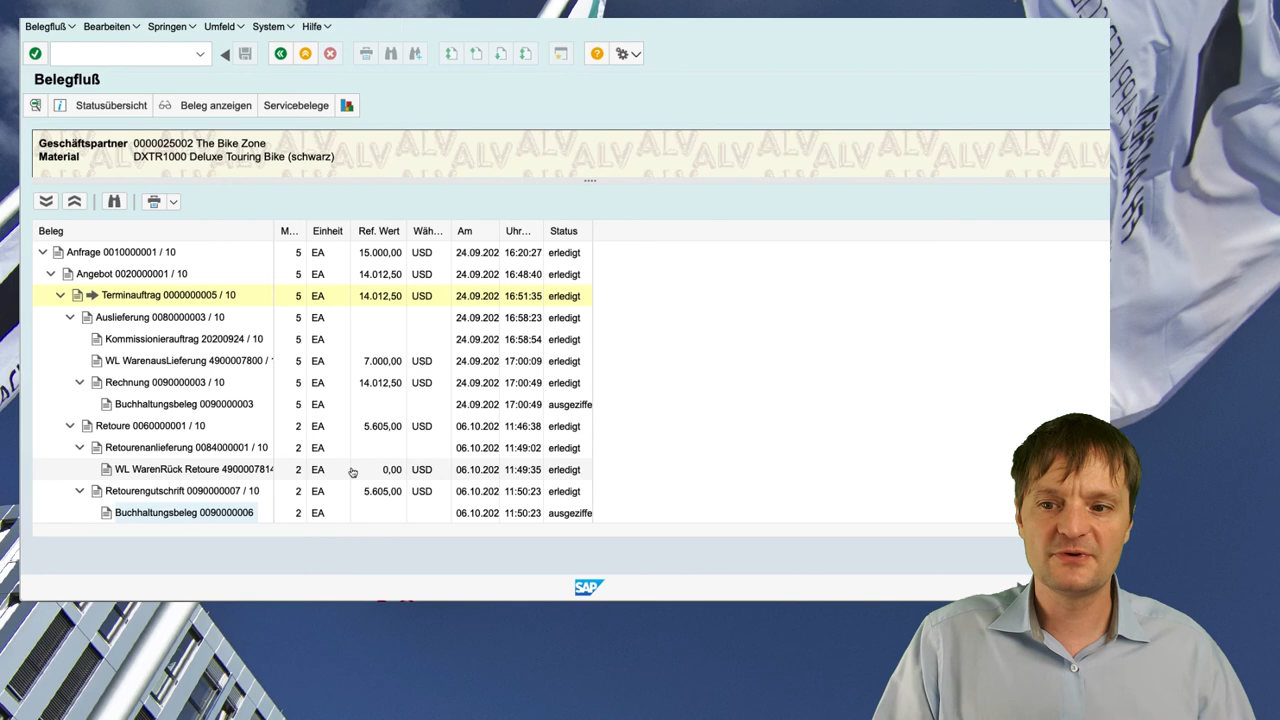 Belegfluß Bearbeiten Springen Umfeld System Hilfe
Belegfluß
Statusübersicht Beleg anzeigen Servicebelege
Geschäftspartner 0000025002 The Bike Zone
Material DXTR1000 Deluxe Touring Bike (schwarz)
Beleg M... Einheit Ref. Wert Wäh... Am Uhr... Status
Anfrage 0010000001 / 10 5 EA 15.000,00 USD 24.09.202 16:20:27 erledigt
Angebot 0020000001 / 10 5 EA 14.012,50 USD 24.09.202 16:48:40 erledigt
Terminauftrag 0000000005 / 10 5 EA 14.012,50 USD 24.09.202 16:51:35 erledigt
Auslieferung 0080000003 / 10 5 EA 24.09.202 16:58:23 erledigt
Kommissionierauftrag 20200924 / 10 5 EA 24.09.202 16:58:54 erledigt
WL WarenausLieferung 4900007800 / 5 EA 7.000,00 USD 24.09.202 17:00:09 erledigt
Rechnung 0090000003 / 10 5 EA 14.012,50 USD 24.09.202 17:00:49 erledigt
Buchhaltungsbeleg 0090000003 5 EA 24.09.202 17:00:49 ausgeziffe
Retoure 0060000001 / 10 2 EA 5.605,00 USD 06.10.202 11:46:38 erledigt
Retourenanlieferung 0084000001 / 10 2 EA 06.10.202 11:49:02 erledigt
WL WarenRück Retoure 4900007814 2 EA 0,00 USD 06.10.202 11:49:35 erledigt
Retourengutschrift 0090000007 / 10 2 EA 5.605,00 USD 06.10.202 11:50:23 erledigt
Buchhaltungsbeleg 0090000006 2 EA 06.10.202 11:50:23 ausgeziffe
SAP